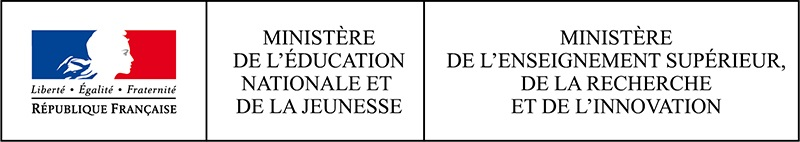 Liberté • Égalité • Fraternité
RÉPUBLIQUE FRANÇAISE
MINISTÈRE
DE L’ÉDUCATION
NATIONALE ET
DE LA JEUNESSE
MINISTÈRE
DE L’ENSEIGNEMENT SUPÉRIEUR,
DE LA RECHERCHE
ET DE L’INNOVATION